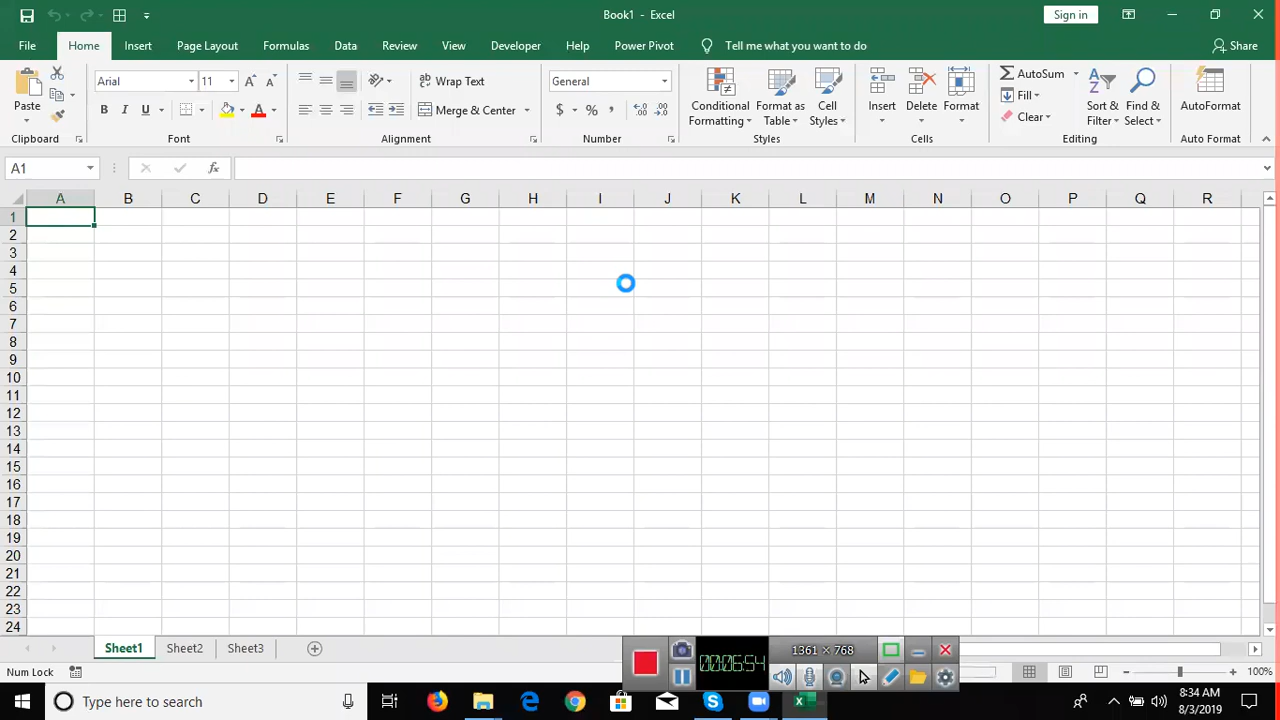 Book1 - Excel
Sign in
File Home Insert Page Layout Formulas Data Review View Developer Help Power Pivot Tell me what you want to do Share
Paste
Clipboard
Arial 11
B I U
Font
Wrap Text
Merge & Center
Alignment
General
$ % ,
Number
Conditional Formatting
Format as Table
Cell Styles
Styles
Insert Delete Format
Cells
AutoSum
Fill
Clear
Sort & Filter
Find & Select
Editing
AutoFormat
Auto Format
A1 fx
A B C D E F G H I J K L M N O P Q R
1
2
3
4
5
6
7
8
9
10
11
12
13
14
15
16
17
18
19
20
21
22
23
24
Sheet1 Sheet2 Sheet3
00:06:54
1361 × 768
Num Lock
100%
Type here to search
8:34 AM
8/3/2019